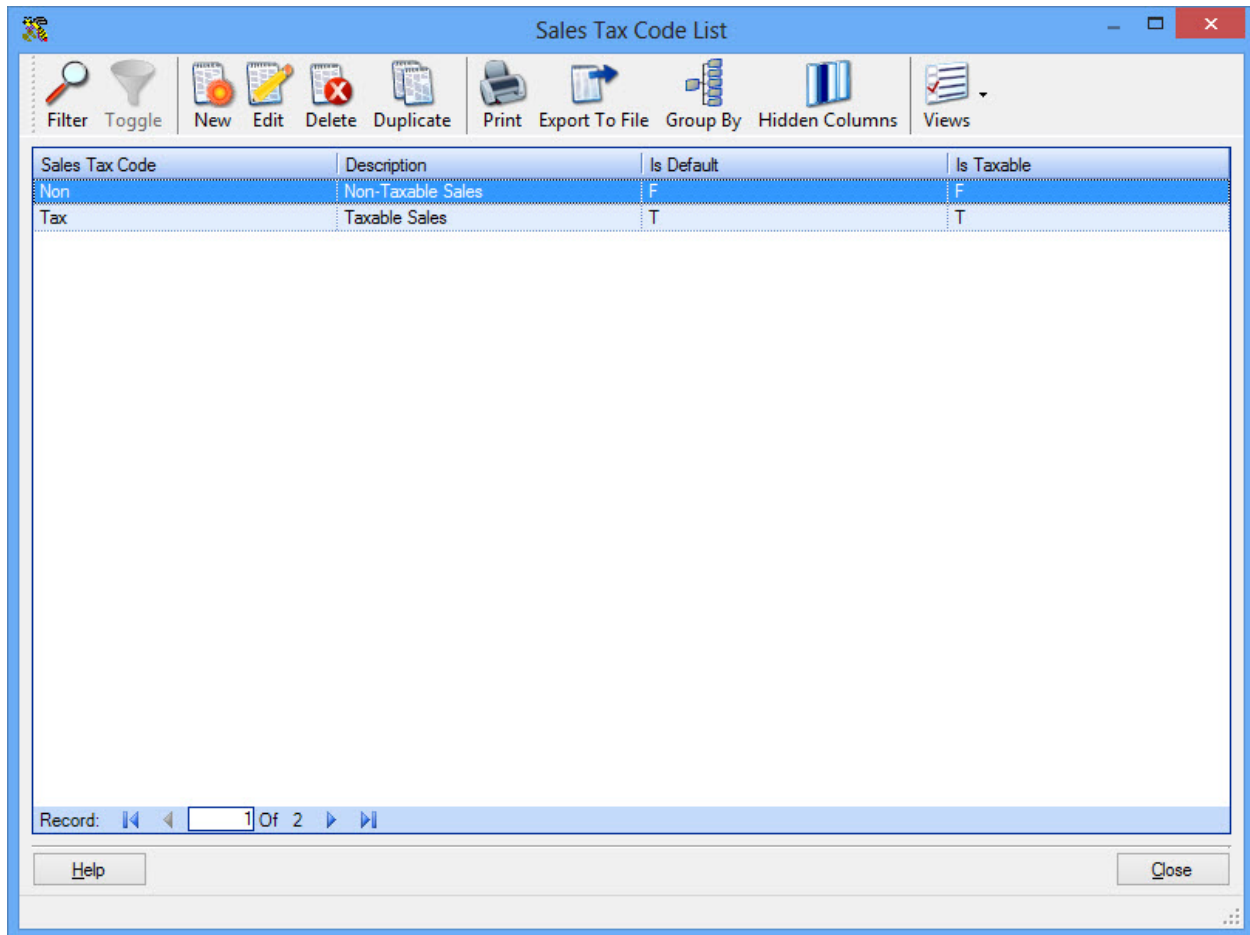 Sales Tax Code List
Filter Toggle New Edit Delete Duplicate Print Export To File Group By Hidden Columns Views
Sales Tax Code Description Is Default Is Taxable
Non Non-Taxable Sales F F
Tax Taxable Sales T T
Record: 1 Of 2
Help Close